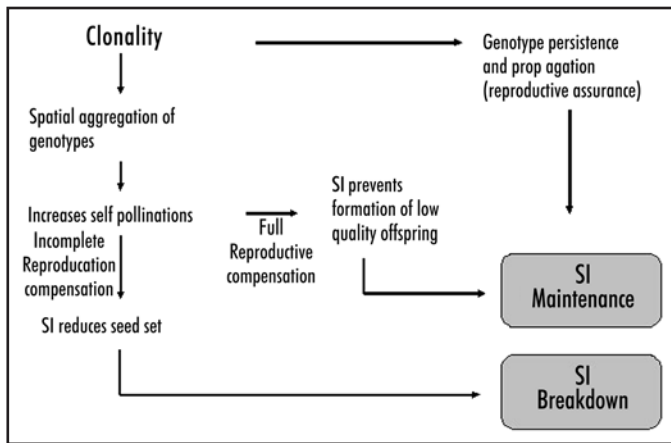 Clonality
Genotype persistence
and prop agation
(reproductive assurance)
Spatial aggregation of
genotypes
Increases self pollinations
Incomplete
Reproducation
compensation
Full
Reproductive
compensation
SI prevents
formation of low
quality offspring
SI reduces seed set
SI
Maintenance
SI
Breakdown